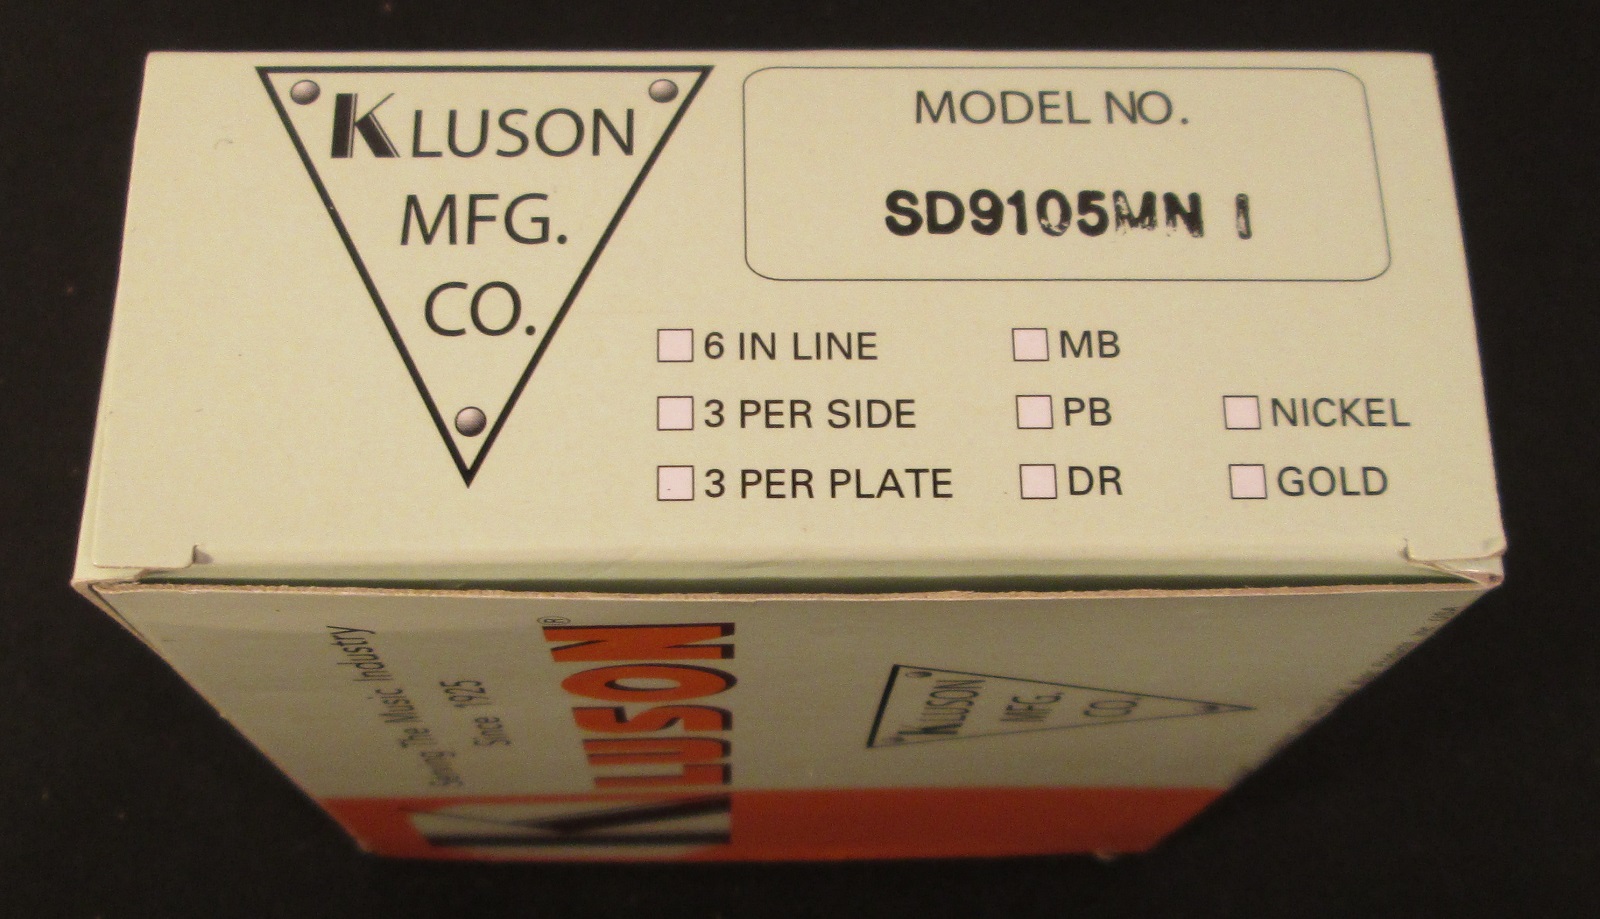 KLUSON
MFG.
CO.
MODEL NO.
SD9105MN I
6 IN LINE
MB
3 PER SIDE
PB
NICKEL
3 PER PLATE
DR
GOLD
KLUSON®
Serving The Music Industry
Since 1925
KLUSON
MFG.
CO.